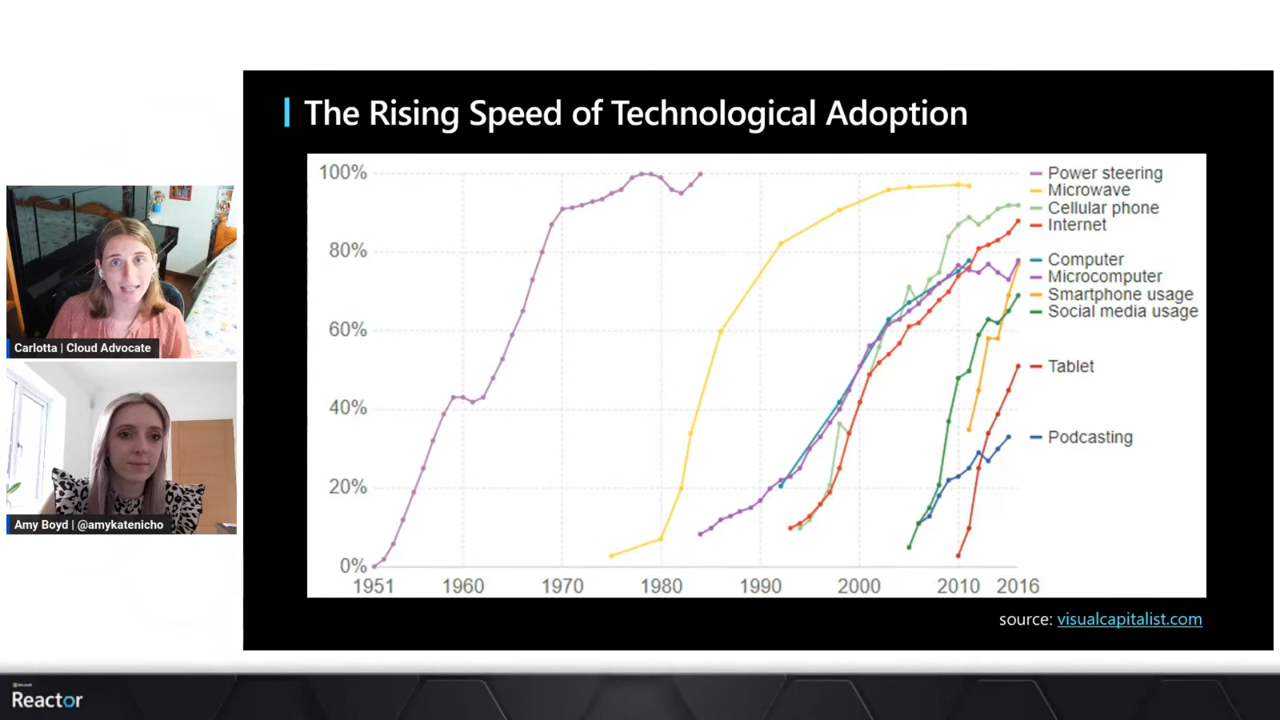 The Rising Speed of Technological Adoption
100%
80%
60%
40%
20%
0%
1951
1960
1970
1980
1990
2000
2010
2016
Power steering
Microwave
Cellular phone
Internet
Computer
Microcomputer
Smartphone usage
Social media usage
Tablet
Podcasting
source: visualcapitalist.com
Carlotta | Cloud Advocate
Amy Boyd | @amykatenicho
Microsoft
Reactor